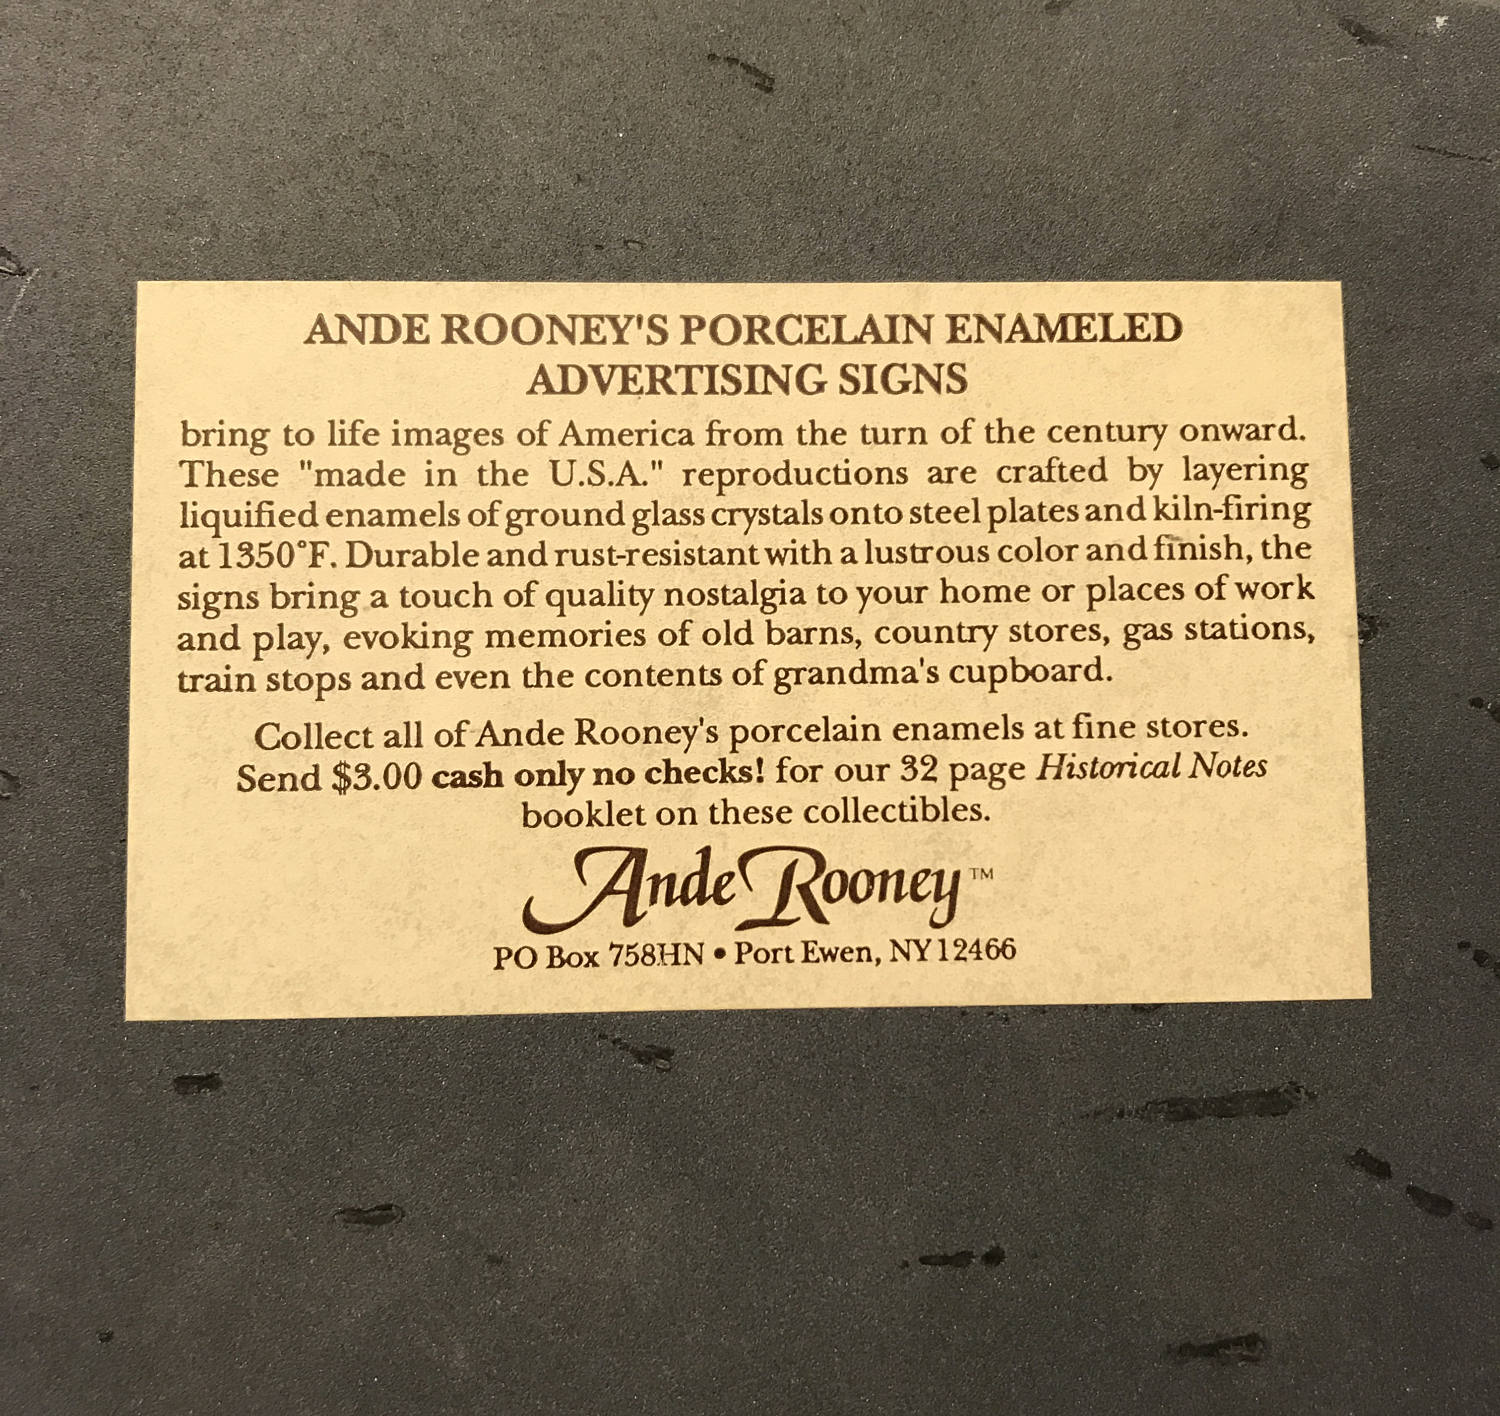 ANDE ROONEY'S PORCELAIN ENAMELED
ADVERTISING SIGNS
bring to life images of America from the turn of the century onward.
These "made in the U.S.A." reproductions are crafted by layering
liquified enamels of ground glass crystals onto steel plates and kiln-firing
at 1350°F. Durable and rust-resistant with a lustrous color and finish, the
signs bring a touch of quality nostalgia to your home or places of work
and play, evoking memories of old barns, country stores, gas stations,
train stops and even the contents of grandma's cupboard.
Collect all of Ande Rooney's porcelain enamels at fine stores.
Send $3.00 cash only no checks! for our 32 page Historical Notes
booklet on these collectibles.
Ande Rooney™
PO Box 758HN • Port Ewen, NY 12466